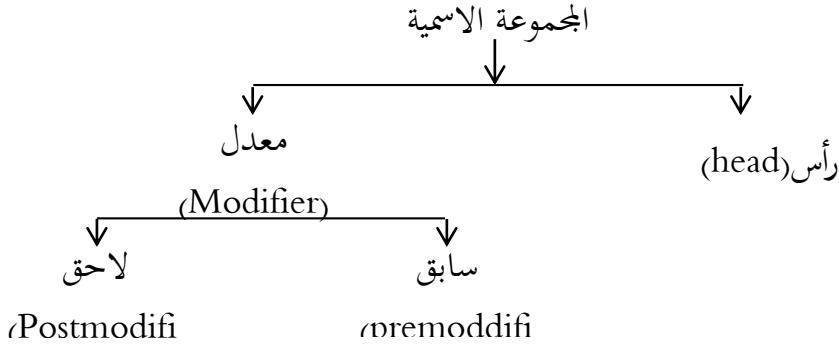 المجموعة الاسمية
رأس(head)
معدل
(Modifier)
سابق
لاحق
(premoddifi
(Postmodifi